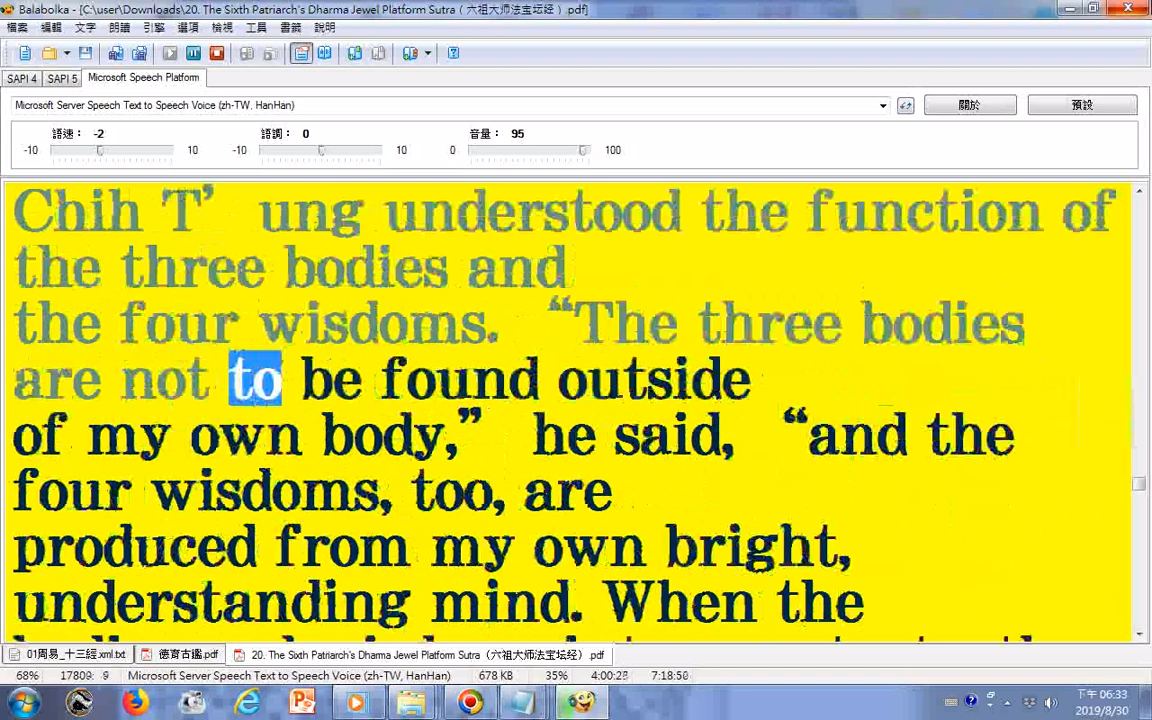 Balabolka - [C:\user\Downloads\20. The Sixth Patriarch's Dharma Jewel Platform Sutra（六祖大师法宝坛经）.pdf]
檔案 編輯 文字 朗讀 引擎 選項 檢視 工具 書籤 說明
SAPI 4 SAPI 5 Microsoft Speech Platform
Microsoft Server Speech Text to Speech Voice (zh-TW, HanHan) 關於 預設
語速： -2 語調： 0 音量： 95
-10 10 -10 10 0 100
Chih T’ ung understood the function of
the three bodies and
the four wisdoms. “The three bodies
are not to be found outside
of my own body,” he said, “and the
four wisdoms, too, are
produced from my own bright,
understanding mind. When the
01周易_十三經.xml.txt 德育古鑑.pdf 20. The Sixth Patriarch's Dharma Jewel Platform Sutra（六祖大师法宝坛经）.pdf
68% 17809: 9 Microsoft Server Speech Text to Speech Voice (zh-TW, HanHan) 678 KB 35% 4:00:28 7:18:50
下午 06:33
2019/8/30